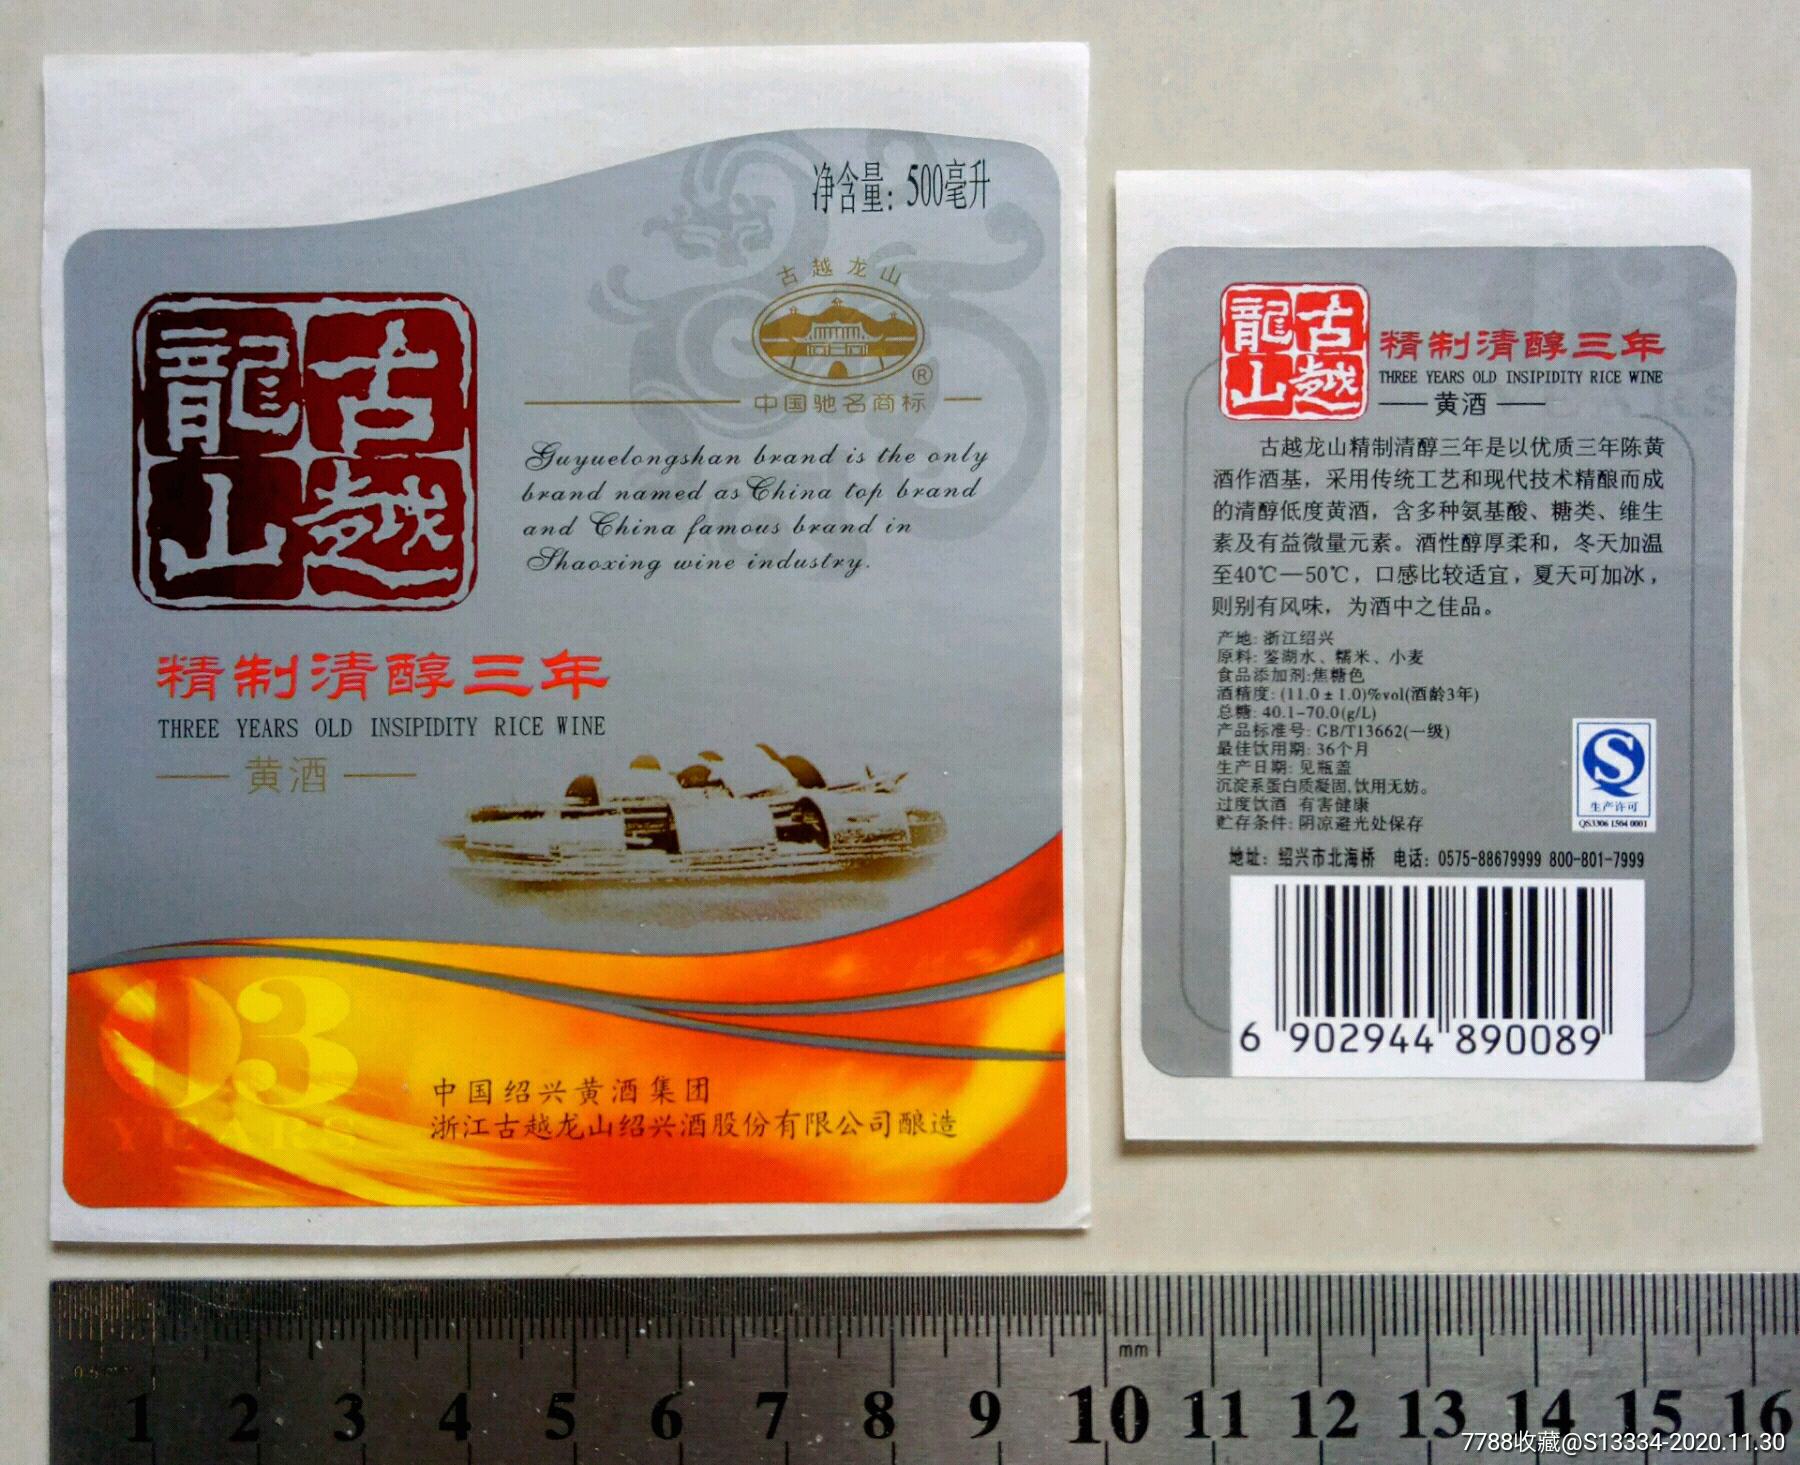 净含量：500毫升
古越龙山
®
中国驰名商标
古越
龍山
Guyuelongshan brand is the only
brand named as China top brand
and China famous brand in
Shaoxing wine industry.
精制清醇三年
THREE YEARS OLD INSIPIDITY RICE WINE
黄酒
03
YEARS
中国绍兴黄酒集团
浙江古越龙山绍兴酒股份有限公司酿造
古越
龍山
精制清醇三年
THREE YEARS OLD INSIPIDITY RICE WINE
黄酒
古越龙山精制清醇三年是以优质三年陈黄
酒作酒基，采用传统工艺和现代技术精酿而成
的清醇低度黄酒，含多种氨基酸、糖类、维生
素及有益微量元素。酒性醇厚柔和，冬天加温
至40℃—50℃，口感比较适宜，夏天可加冰，
则别有风味，为酒中之佳品。
产地: 浙江绍兴
原料: 鉴湖水、糯米、小麦
食品添加剂:焦糖色
酒精度: (11.0±1.0)%vol(酒龄3年)
总糖: 40.1-70.0(g/L)
产品标准号: GB/T13662(一级)
最佳饮用期: 36个月
生产日期: 见瓶盖
沉淀系蛋白质凝固,饮用无妨。
过度饮酒 有害健康
贮存条件: 阴凉避光处保存
生产许可
QS3306 1504 0001
地址：绍兴市北海桥 电话：0575-88679999 800-801-7999
6 902944 890089
mm
1 2 3 4 5 6 7 8 9 10 11 12 13 14 15 16
7788收藏@S13334-2020.11.30